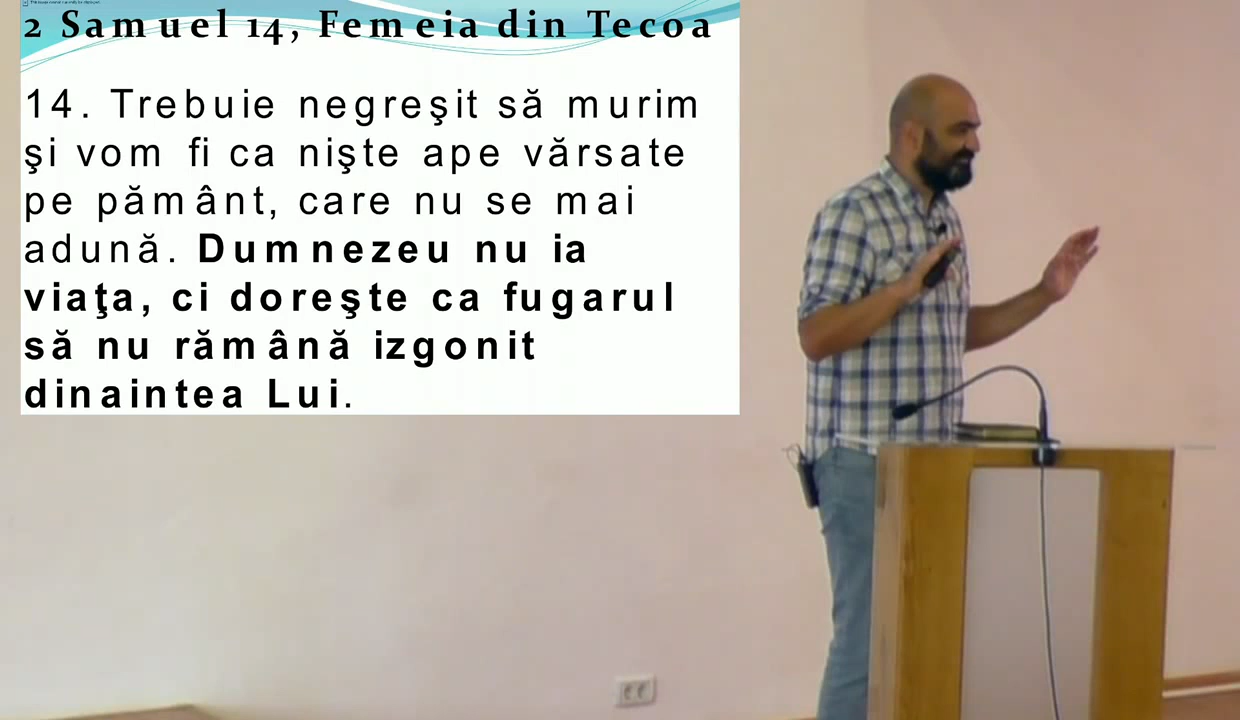 2 Samuel 14, Femeia din Tecoa
14. Trebuie negreşit să murim
şi vom fi ca nişte ape vărsate
pe pământ, care nu se mai
adună. Dumnezeu nu ia
viaţa, ci doreşte ca fugarul
să nu rămână izgonit
dinaintea Lui.